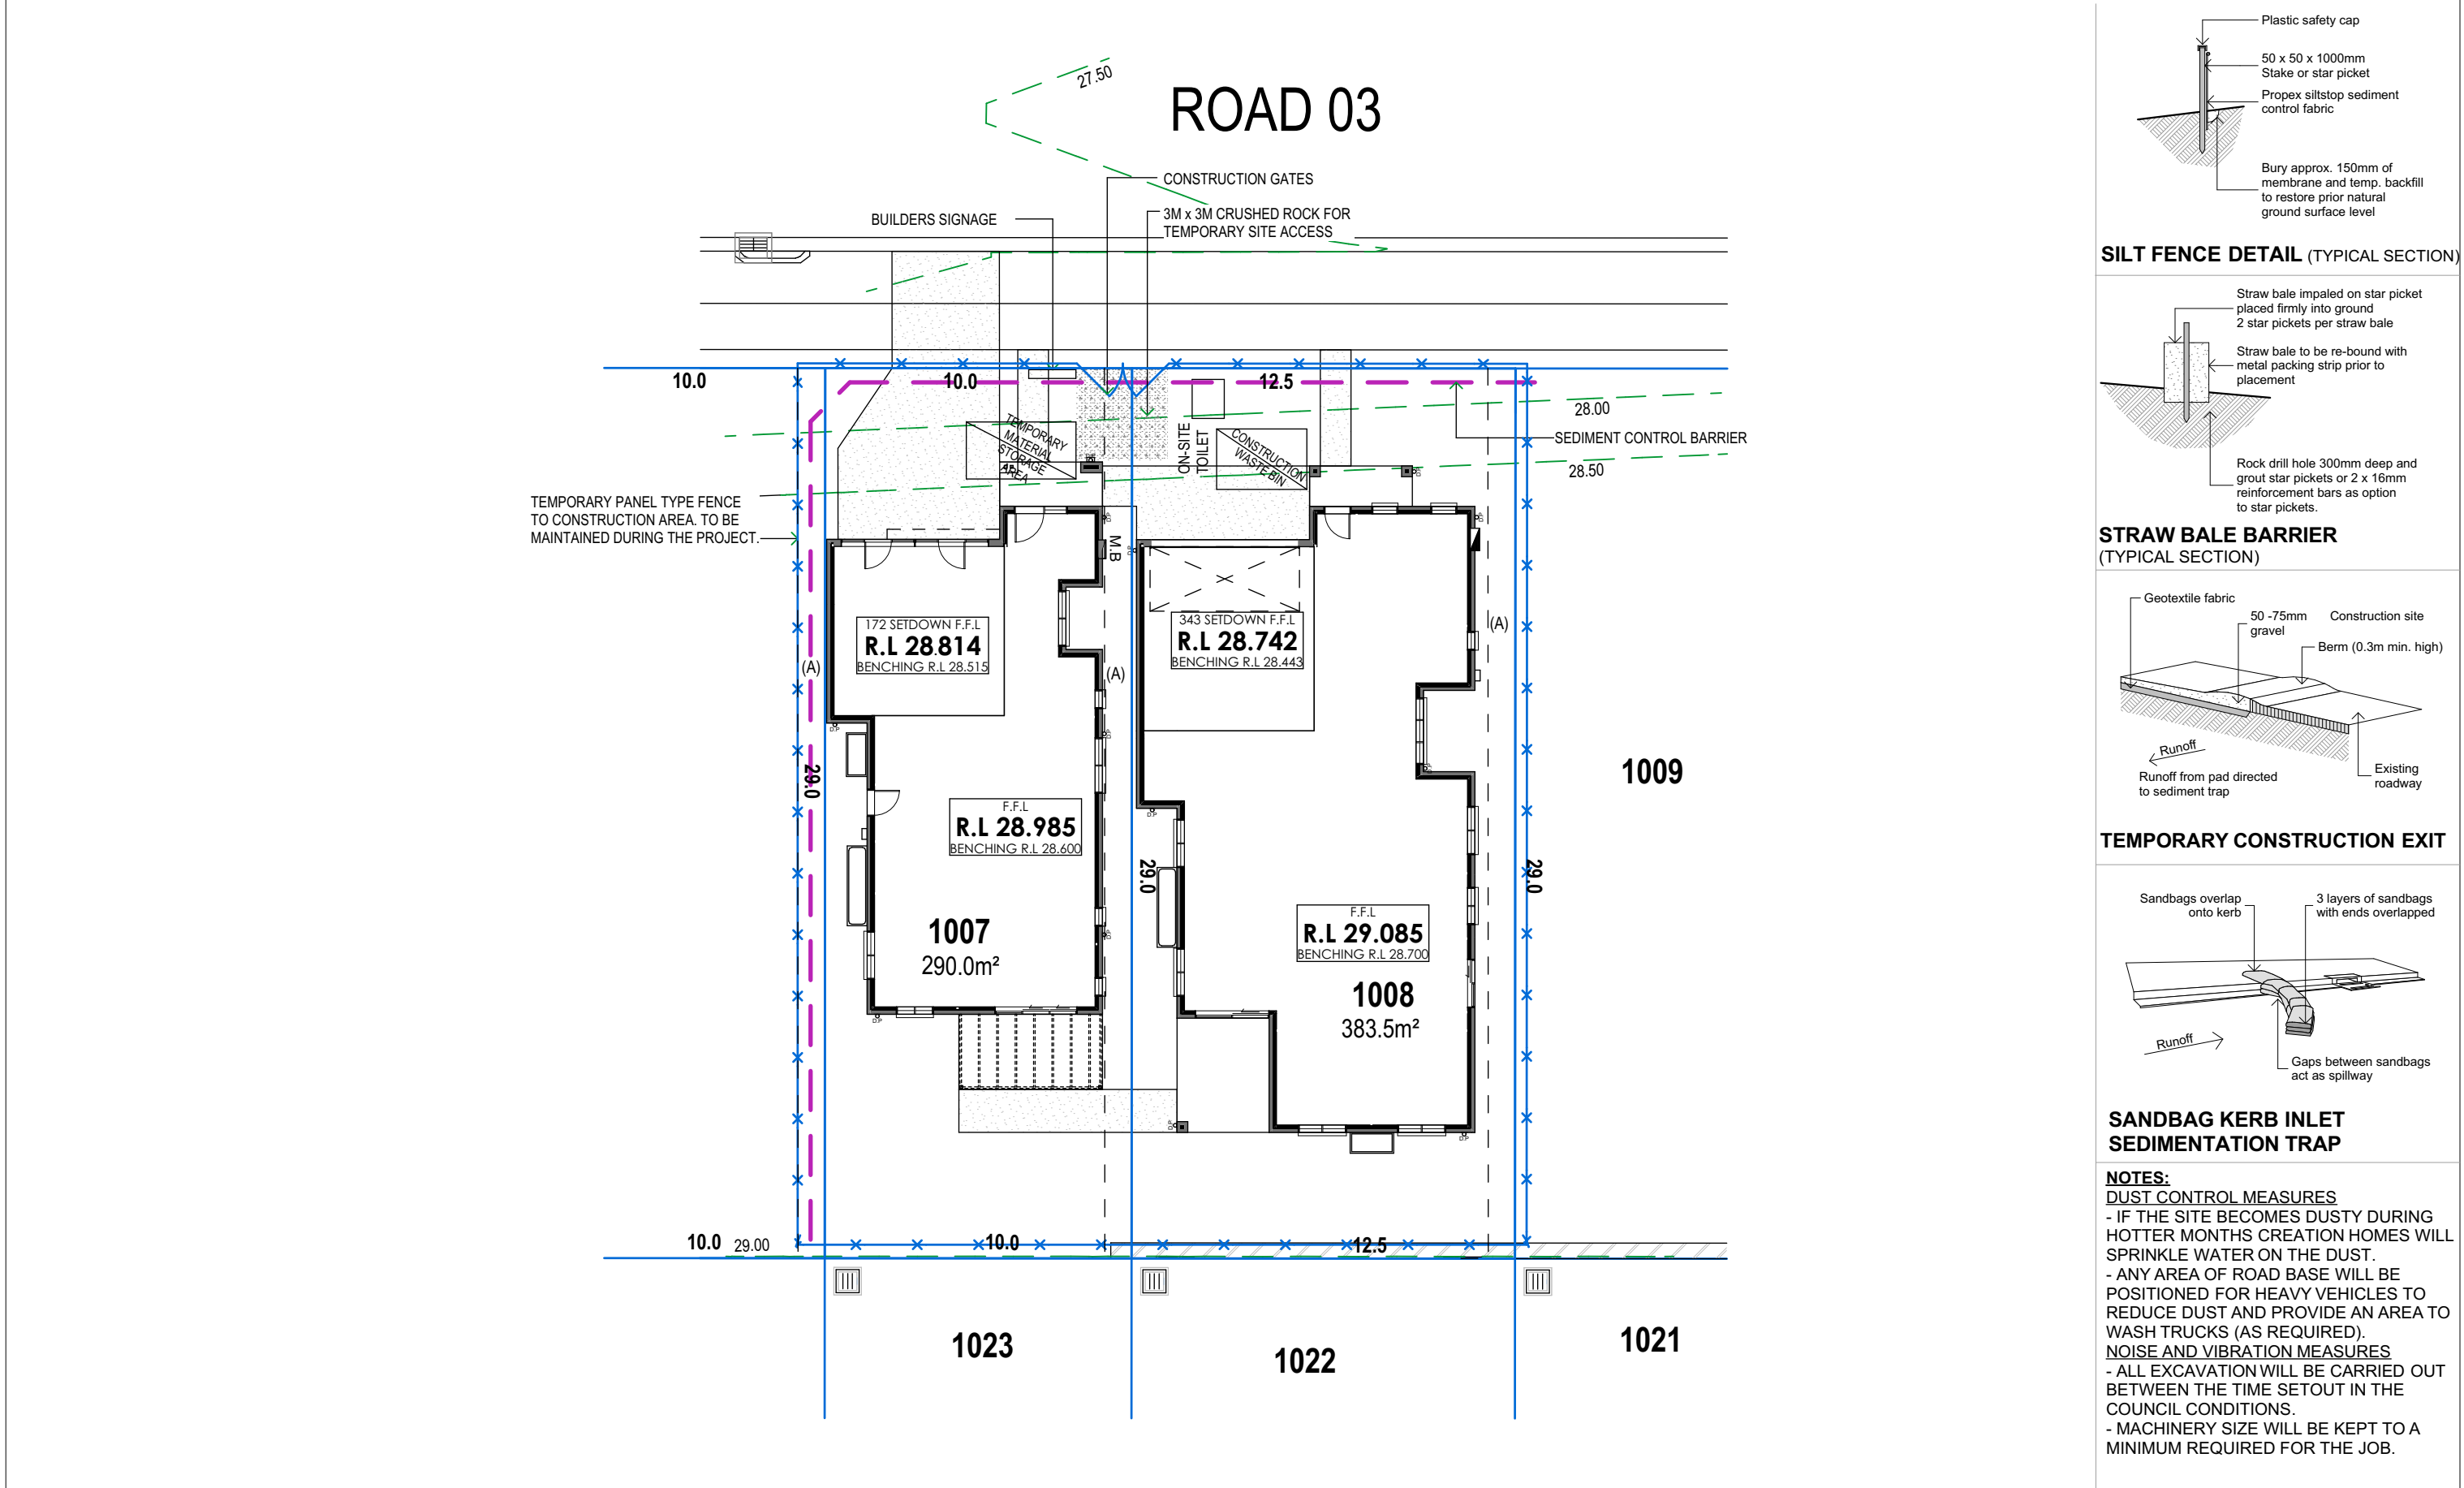 27.50
ROAD 03
CONSTRUCTION GATES
BUILDERS SIGNAGE
3M x 3M CRUSHED ROCK FOR
TEMPORARY SITE ACCESS
10.0
10.0
12.5
28.00
SEDIMENT CONTROL BARRIER
28.50
TEMPORARY
MATERIAL
STORAGE
AREA
ON-SITE
TOILET
CONSTRUCTION
WASTE BIN
TEMPORARY PANEL TYPE FENCE
TO CONSTRUCTION AREA. TO BE
MAINTAINED DURING THE PROJECT.
M.B
172 SETDOWN F.F.L
R.L 28.814
BENCHING R.L 28.515
343 SETDOWN F.F.L
R.L 28.742
BENCHING R.L 28.443
(A)
(A)
(A)
29.0
1009
F.F.L
R.L 28.985
BENCHING R.L 28.600
29.0
29.0
1007
290.0m²
F.F.L
R.L 29.085
BENCHING R.L 28.700
1008
383.5m²
10.0
29.00
10.0
12.5
1023
1022
1021
Plastic safety cap
50 x 50 x 1000mm
Stake or star picket
Propex siltstop sediment
control fabric
Bury approx. 150mm of
membrane and temp. backfill
to restore prior natural
ground surface level
SILT FENCE DETAIL (TYPICAL SECTION)
Straw bale impaled on star picket
placed firmly into ground
2 star pickets per straw bale
Straw bale to be re-bound with
metal packing strip prior to
placement
Rock drill hole 300mm deep and
grout star pickets or 2 x 16mm
reinforcement bars as option
to star pickets.
STRAW BALE BARRIER
(TYPICAL SECTION)
Geotextile fabric
50 -75mm
gravel
Construction site
Berm (0.3m min. high)
Runoff
Runoff from pad directed
to sediment trap
Existing
roadway
TEMPORARY CONSTRUCTION EXIT
Sandbags overlap
onto kerb
3 layers of sandbags
with ends overlapped
Runoff
Gaps between sandbags
act as spillway
SANDBAG KERB INLET
SEDIMENTATION TRAP
NOTES:
DUST CONTROL MEASURES
- IF THE SITE BECOMES DUSTY DURING
HOTTER MONTHS CREATION HOMES WILL
SPRINKLE WATER ON THE DUST.
- ANY AREA OF ROAD BASE WILL BE
POSITIONED FOR HEAVY VEHICLES TO
REDUCE DUST AND PROVIDE AN AREA TO
WASH TRUCKS (AS REQUIRED).
NOISE AND VIBRATION MEASURES
- ALL EXCAVATION WILL BE CARRIED OUT
BETWEEN THE TIME SETOUT IN THE
COUNCIL CONDITIONS.
- MACHINERY SIZE WILL BE KEPT TO A
MINIMUM REQUIRED FOR THE JOB.